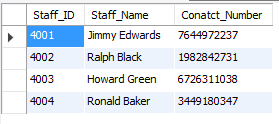 Staff_ID Staff_Name Conatct_Number
4001 Jimmy Edwards 7644972237
4002 Ralph Black 1982842731
4003 Howard Green 6726311038
4004 Ronald Baker 3449180347